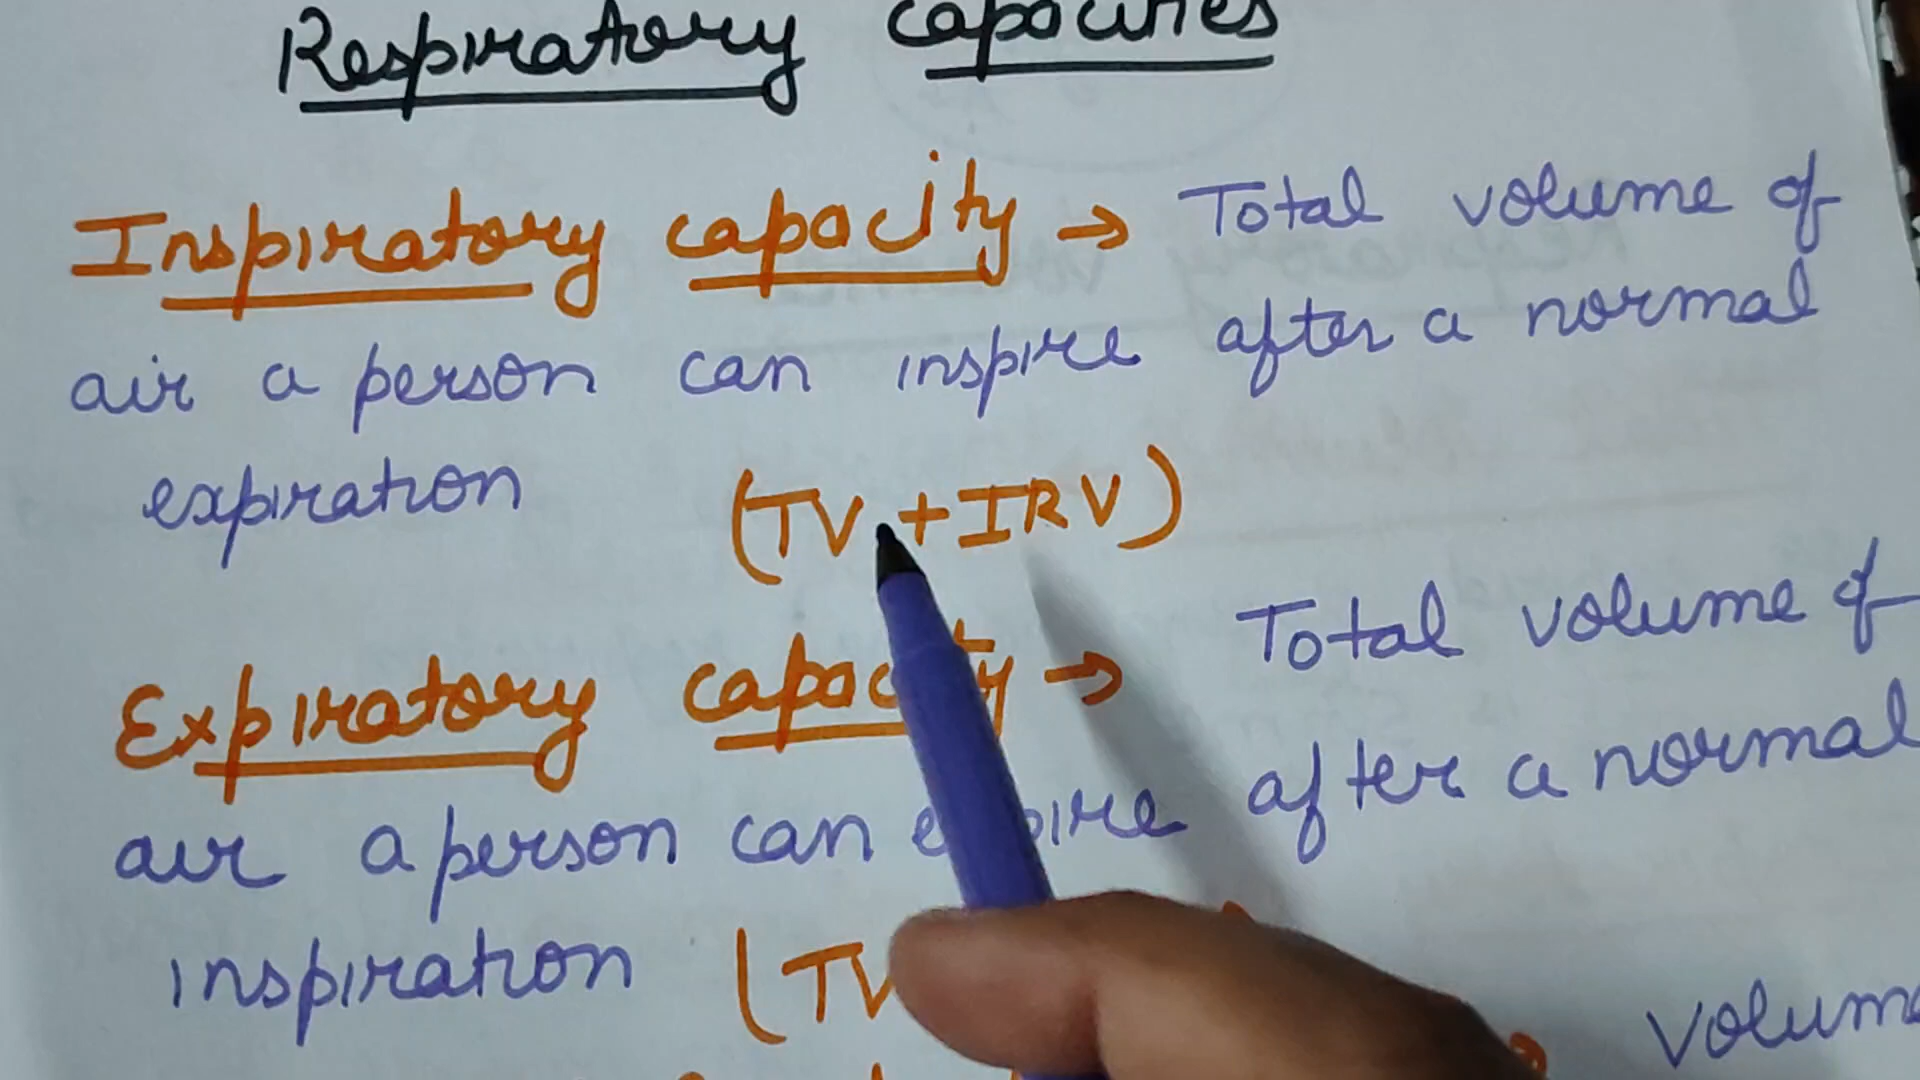 Respiratory capacities
Inspiratory capacity → Total volume of
air a person can inspire after a normal
expiration (TV + IRV)
Expiratory capacity → Total volume of
air a person can expire after a normal
inspiration (TV
Volume